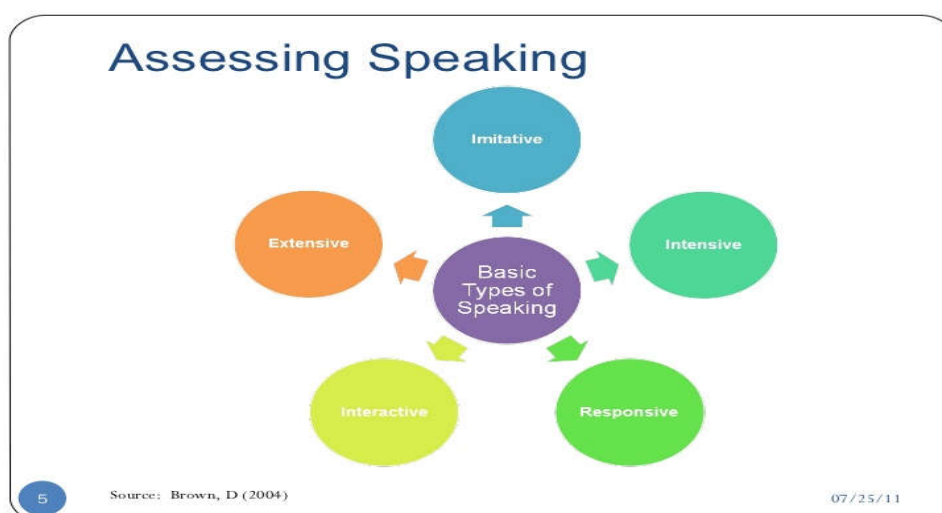 Assessing Speaking
Imitative
Intensive
Responsive
Interactive
Extensive
Basic
Types of
Speaking
5
Source: Brown, D (2004)
07/25/11